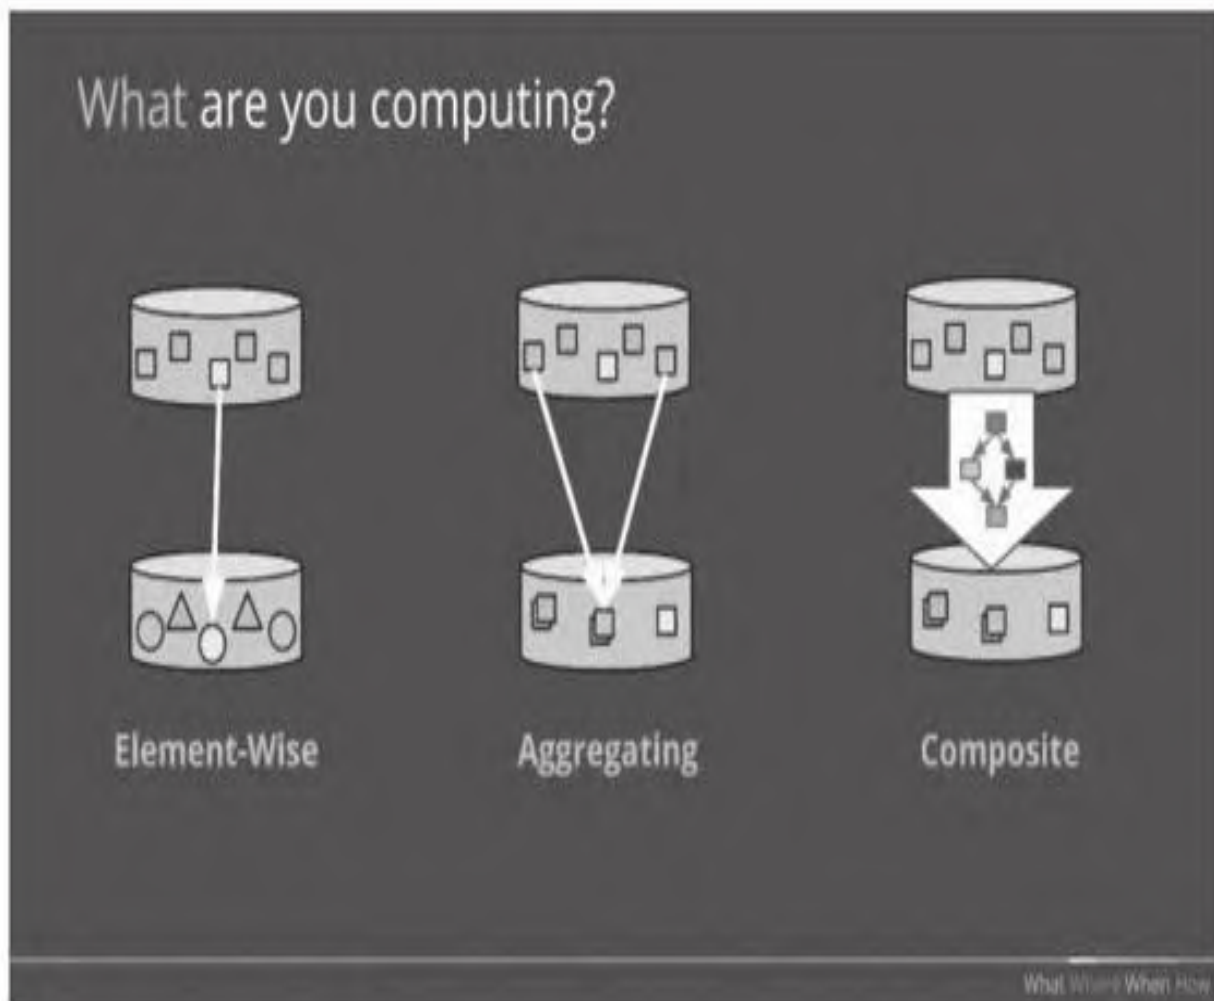 What are you computing?
Element-Wise
Aggregating
Composite
What Where When How